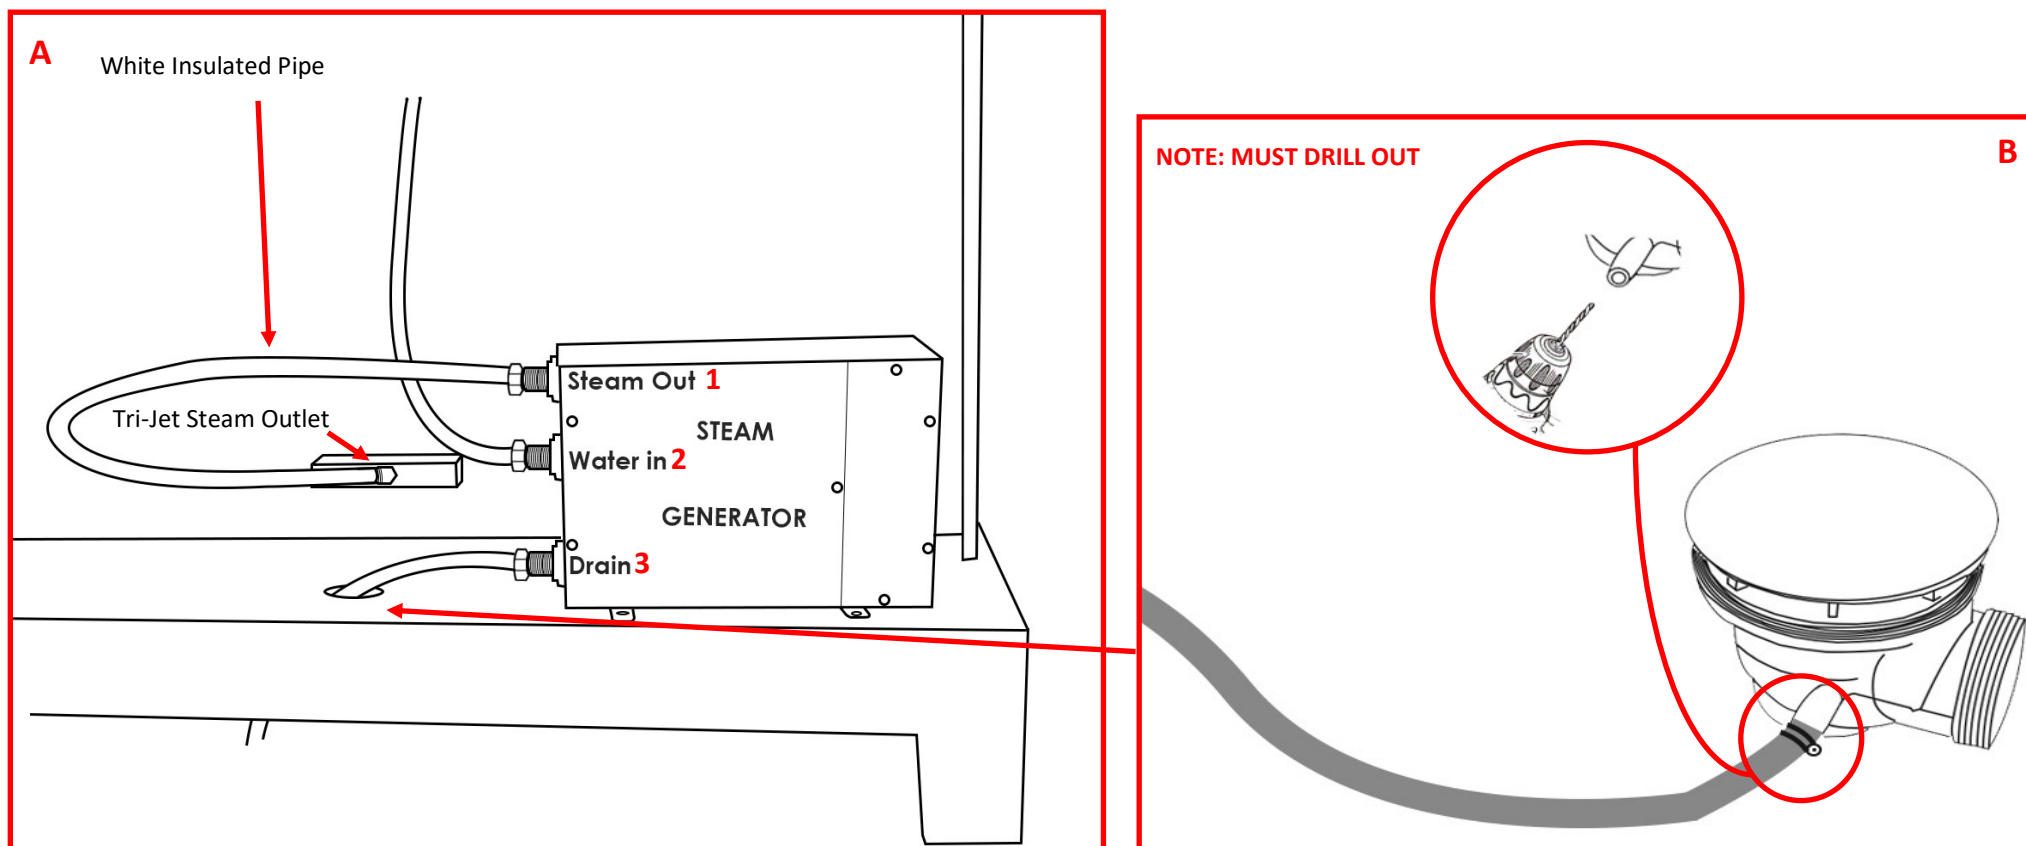 A
White Insulated Pipe
Steam Out 1
Tri-Jet Steam Outlet
STEAM
Water in 2
GENERATOR
Drain 3
NOTE: MUST DRILL OUT
B